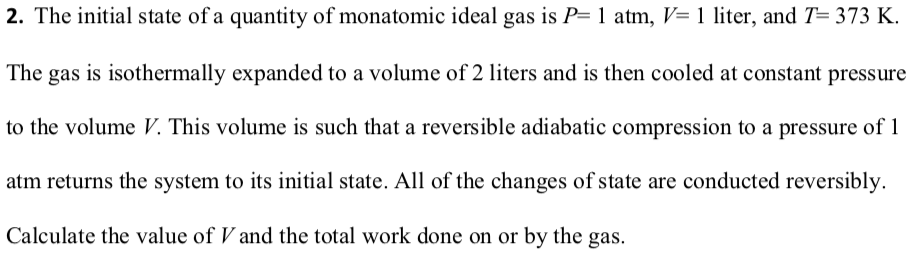 2. The initial state of a quantity of monatomic ideal gas is P= 1 atm, V= 1 liter, and T= 373 K.
The gas is isothermally expanded to a volume of 2 liters and is then cooled at constant pressure
to the volume V. This volume is such that a reversible adiabatic compression to a pressure of 1
atm returns the system to its initial state. All of the changes of state are conducted reversibly.
Calculate the value of V and the total work done on or by the gas.